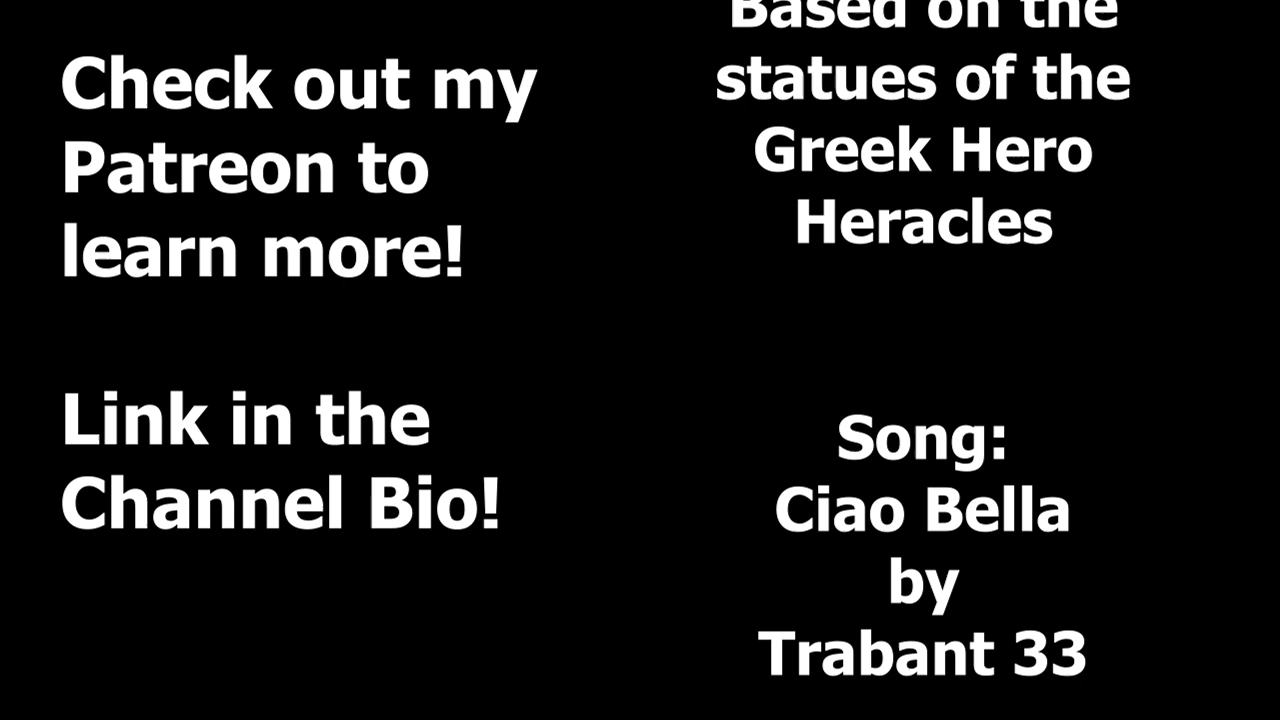 Check out my
Patreon to
learn more!
Link in the
Channel Bio!
Based on the
statues of the
Greek Hero
Heracles
Song:
Ciao Bella
by
Trabant 33